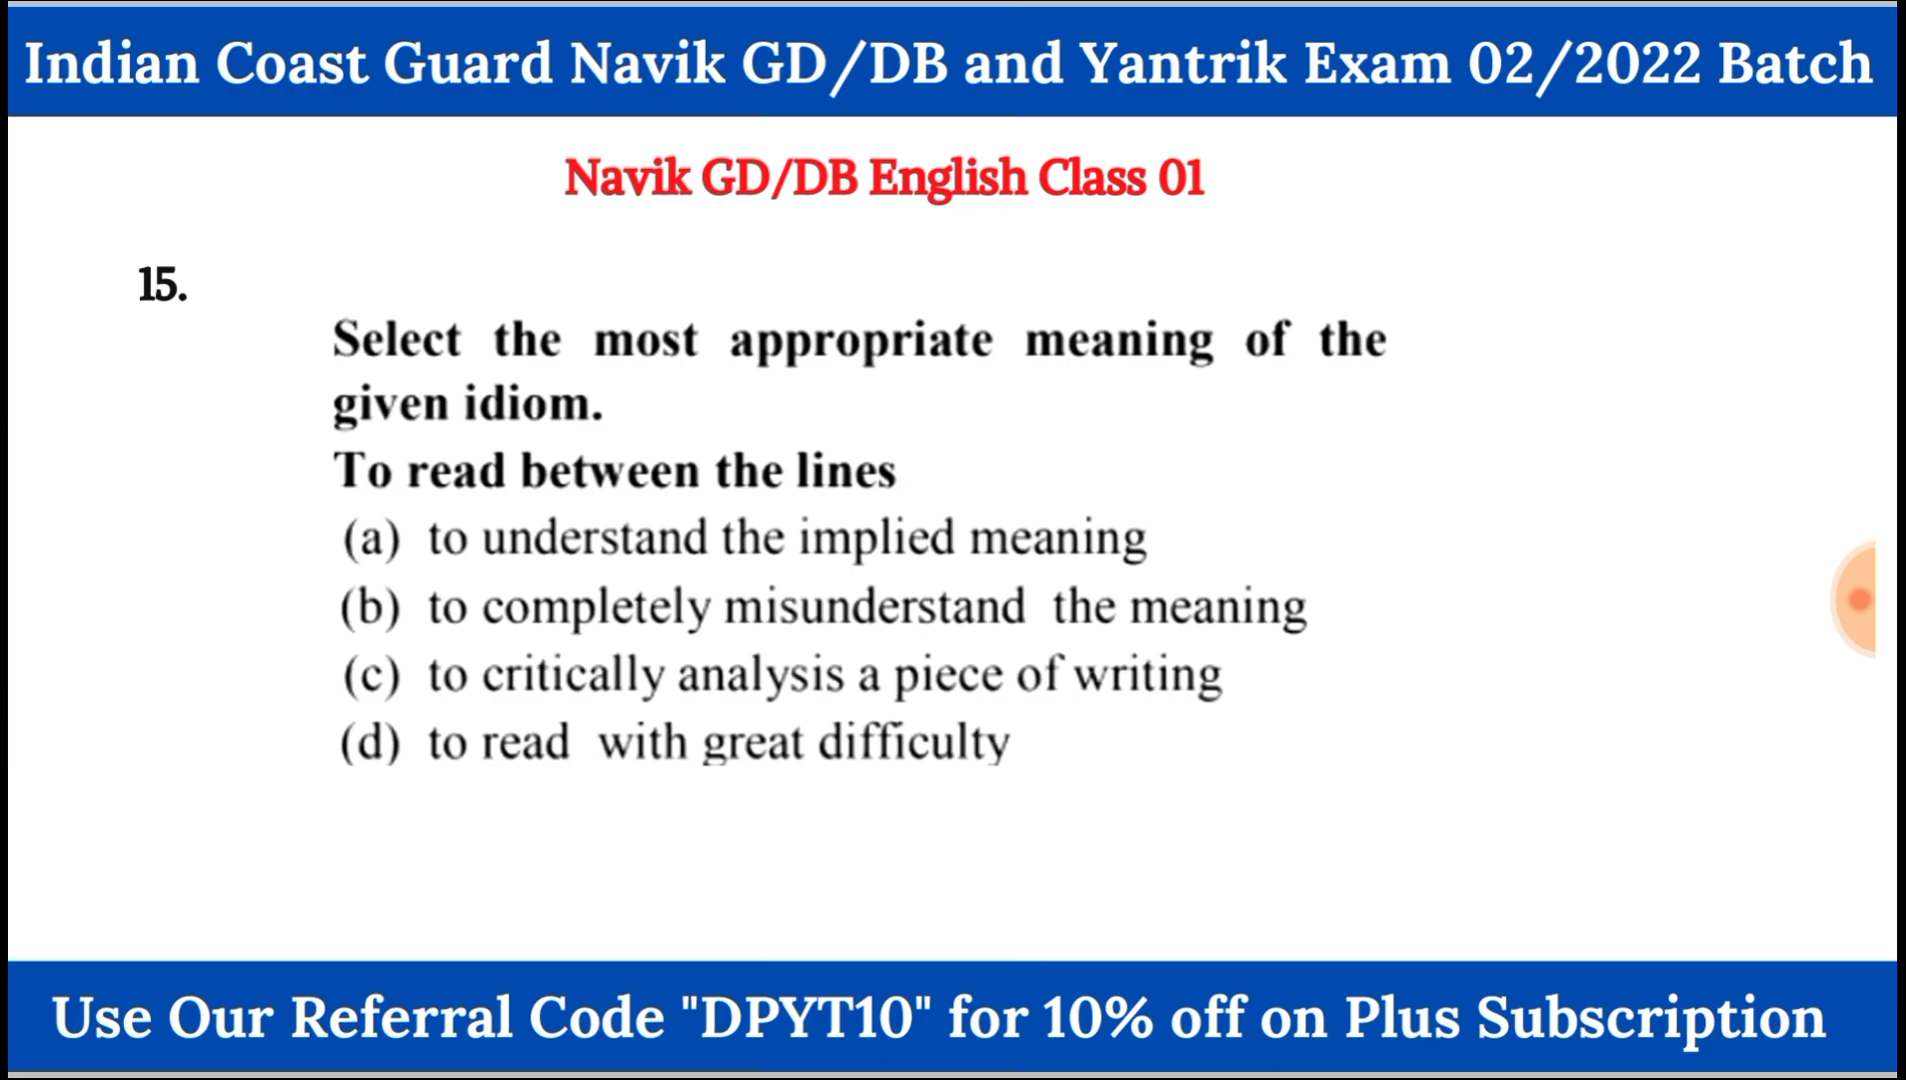 Indian Coast Guard Navik GD/DB and Yantrik Exam 02/2022 Batch
Navik GD/DB English Class 01
15.
Select the most appropriate meaning of the
given idiom.
To read between the lines
(a) to understand the implied meaning
(b) to completely misunderstand the meaning
(c) to critically analysis a piece of writing
(d) to read with great difficulty
Use Our Referral Code "DPYT10" for 10% off on Plus Subscription